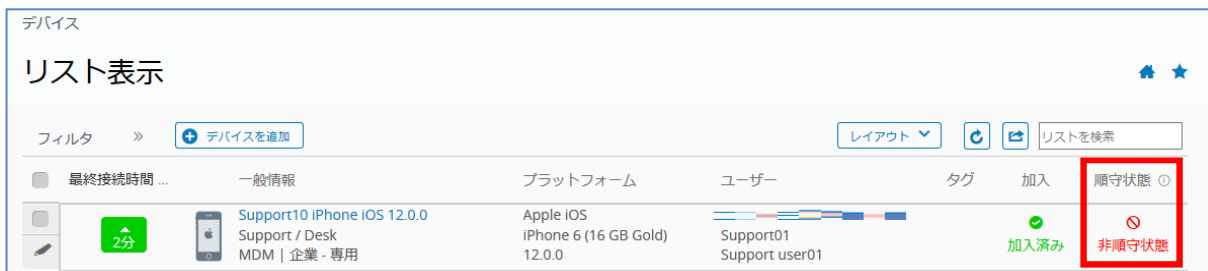 デバイス
リスト表示
フィルタ » デバイスを追加 レイアウト リストを検索
最終接続時間 ... 一般情報 プラットフォーム ユーザー タグ 加入 順守状態
2分
Support10 iPhone iOS 12.0.0
Support / Desk
MDM | 企業 - 専用
Apple iOS
iPhone 6 (16 GB Gold)
12.0.0
Support01
Support user01
加入済み
非順守状態